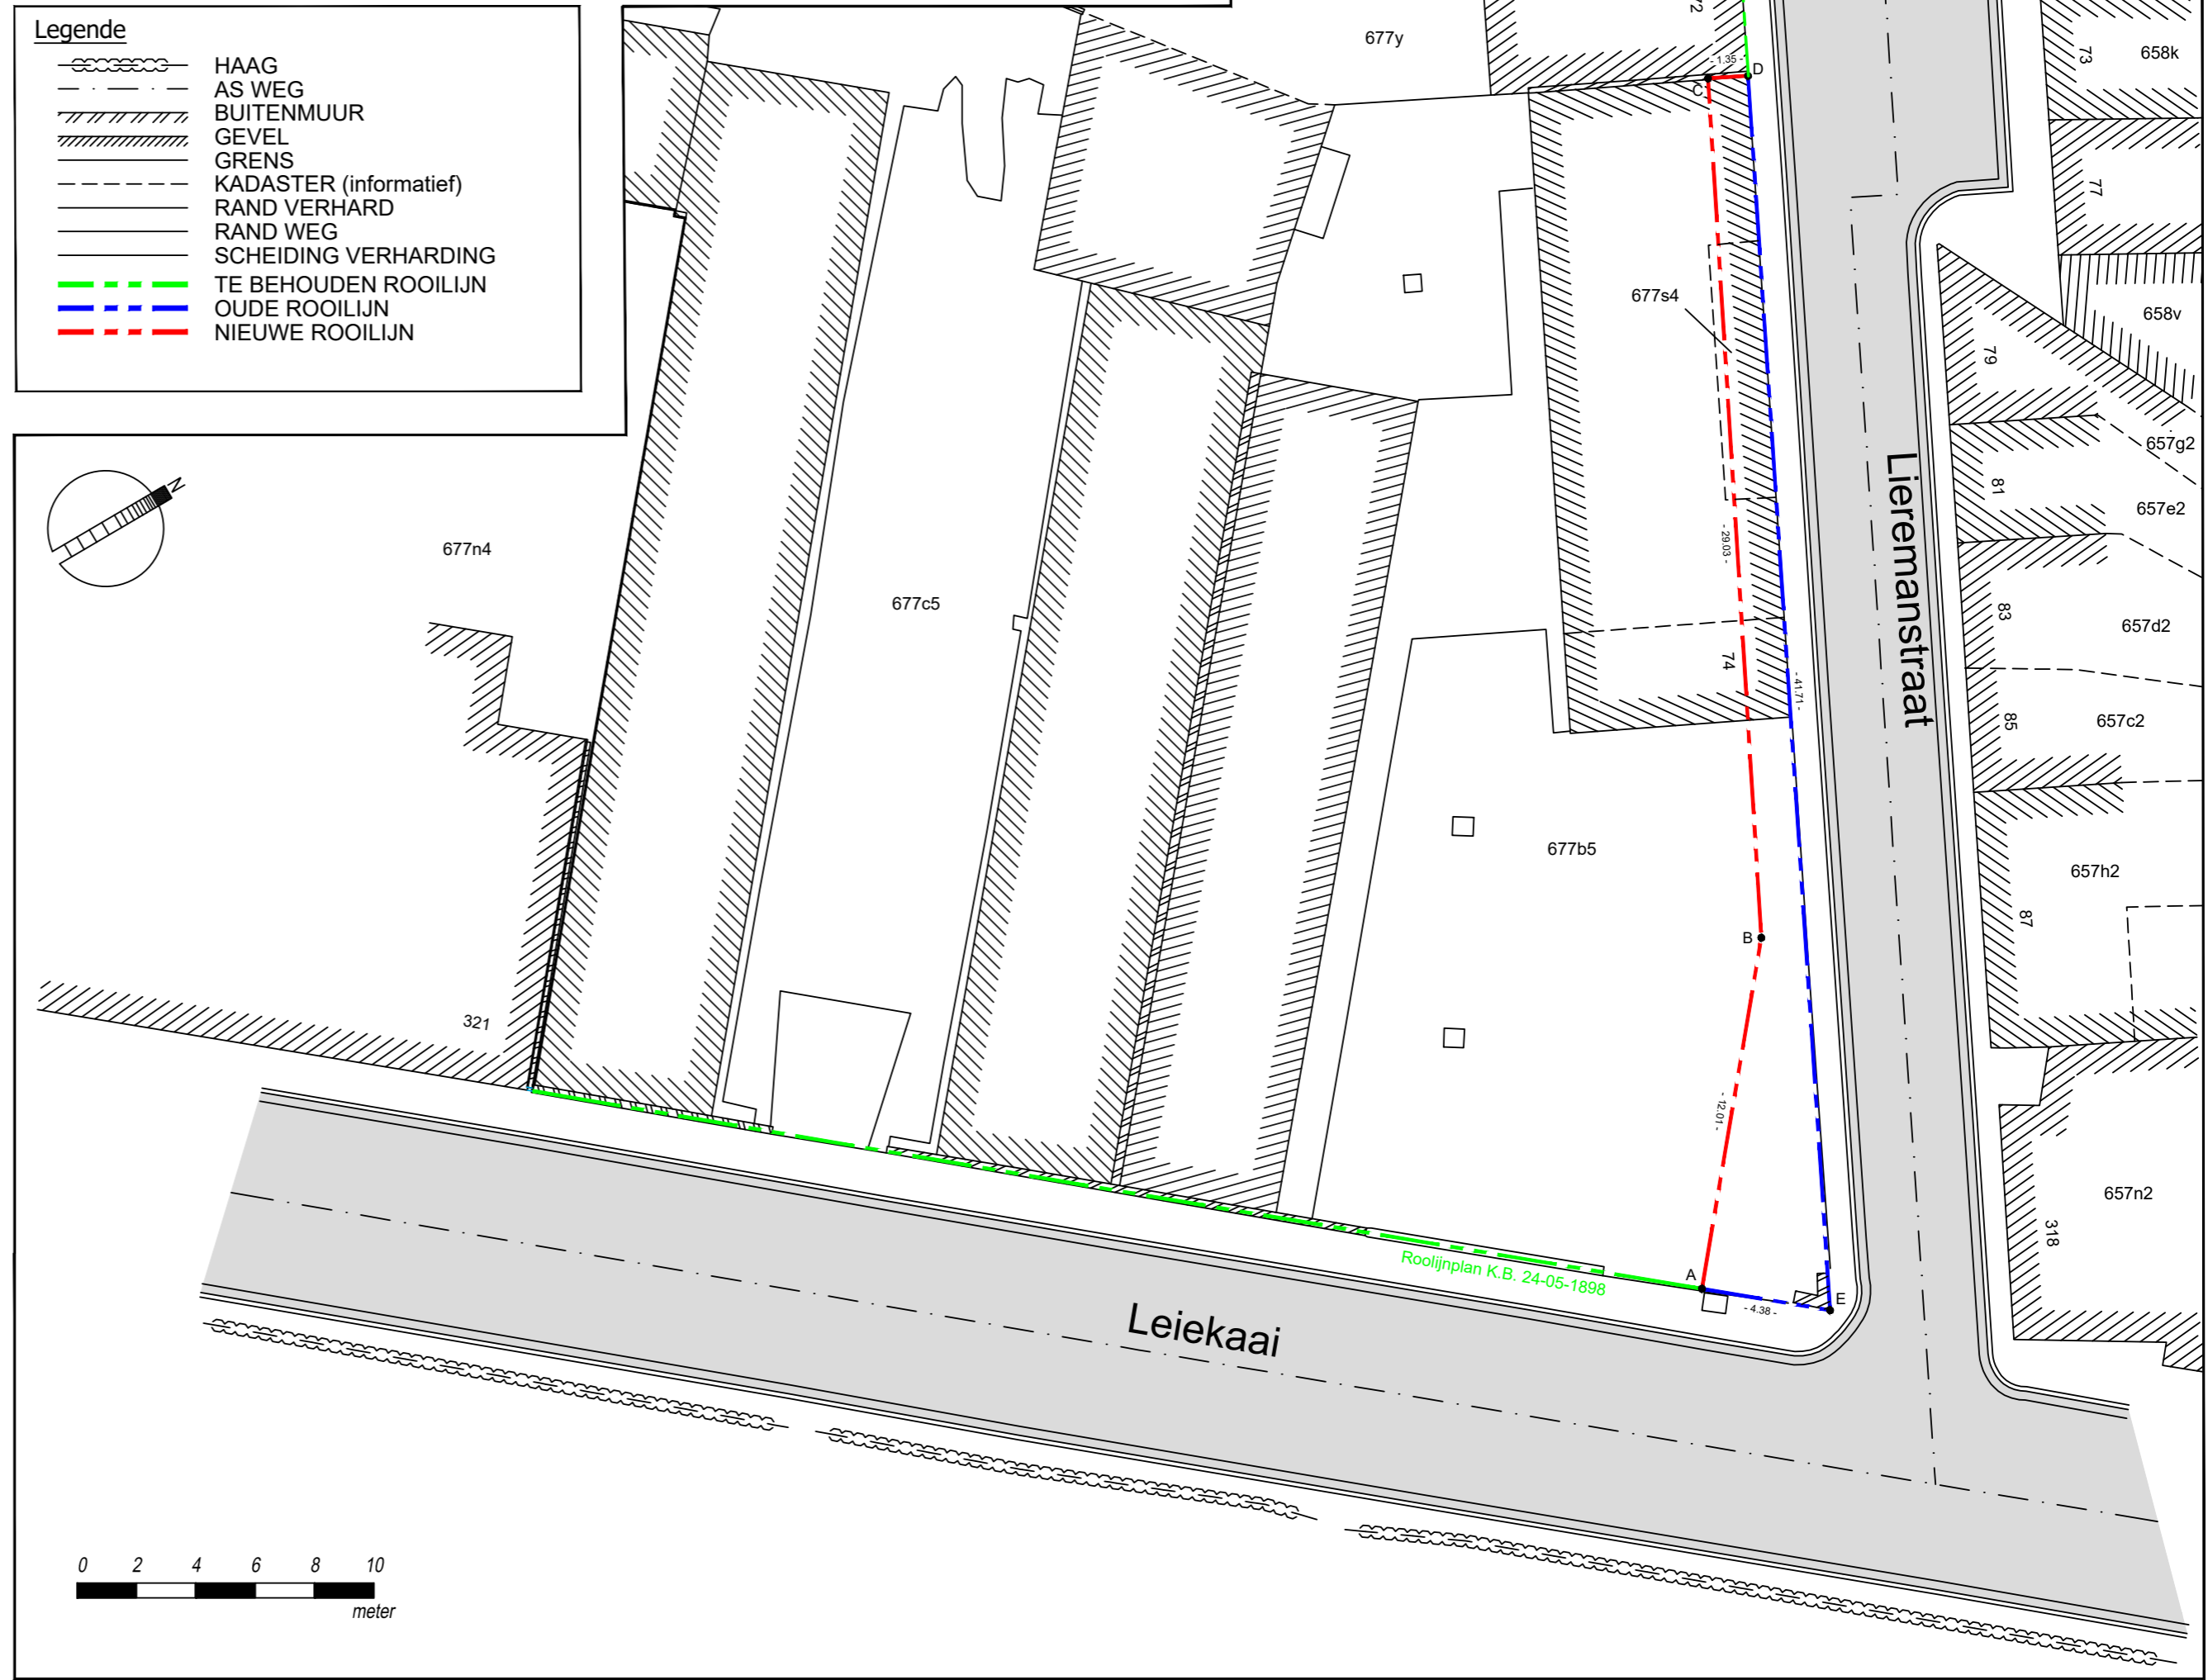 Legende
HAAG
AS WEG
BUITENMUUR
GEVEL
GRENS
KADASTER (informatief)
RAND VERHARD
RAND WEG
SCHEIDING VERHARDING
TE BEHOUDEN ROOILIJN
OUDE ROOILIJN
NIEUWE ROOILIJN
N
677y
72
- 1.35 -
D
C
73
658k
77
658v
677s4
79
657g2
81
657e2
- 29.03 -
Lieremanstraat
677n4
677c5
83
657d2
74
- 41.71 -
85
657c2
677b5
657h2
87
B
321
- 12.01 -
657n2
318
Roolijnplan K.B. 24-05-1898
A
- 4.38 -
E
Leiekaai
0 2 4 6 8 10
meter